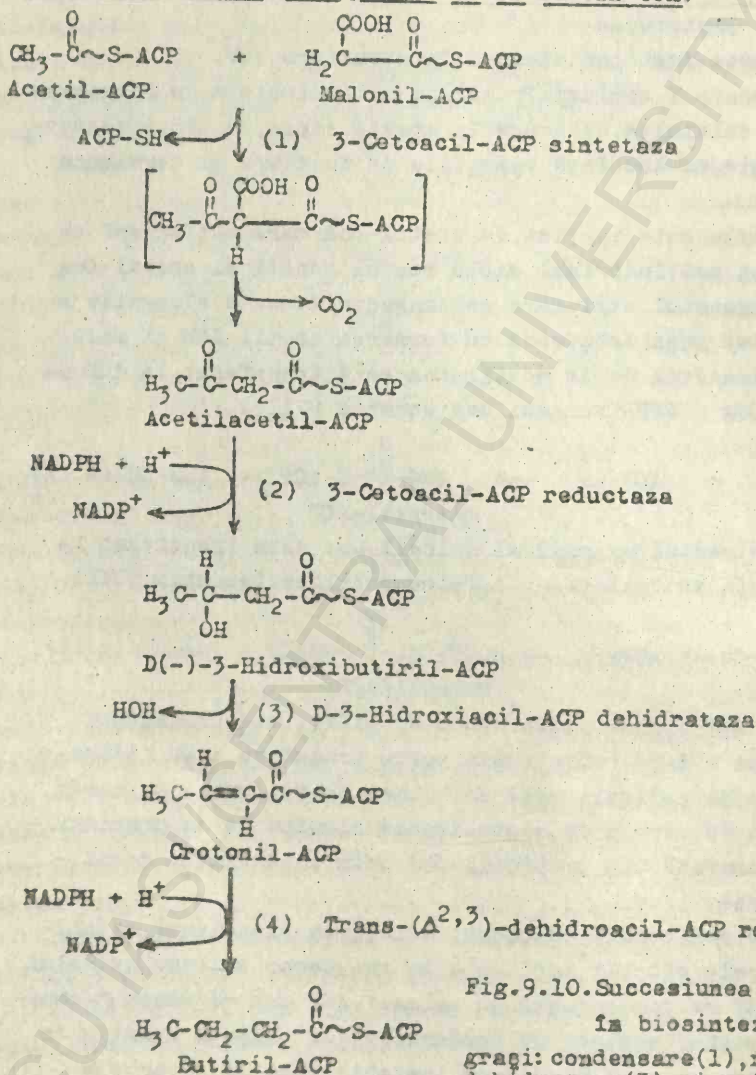 O
CH3-C~S-ACP + COOH O
H2C——C~S-ACP
Acetil-ACP Malonil-ACP
ACP-SH (1) 3-Cetoacil-ACP sintetaza
O COOH O
CH3-C-C——C~S-ACP
H
CO2
O O
H3C-C-CH2-C~S-ACP
Acetilacetil-ACP
NADPH + H+
(2) 3-Cetoacil-ACP reductaza
NADP+
H O
H3C-C—CH2-C~S-ACP
OH
D(-)-3-Hidroxibutiril-ACP
HOH (3) D-3-Hidroxiacil-ACP dehidrataza
H O
H3C-C=C-C~S-ACP
H
Crotonil-ACP
NADPH + H+
(4) Trans-(Δ2,3)-dehidroacil-ACP re
NADP+
O
H3C-CH2-CH2-C~S-ACP
Butiril-ACP
Fig.9.10.Succesiunea
în biosinte
graşi: condensare(1),